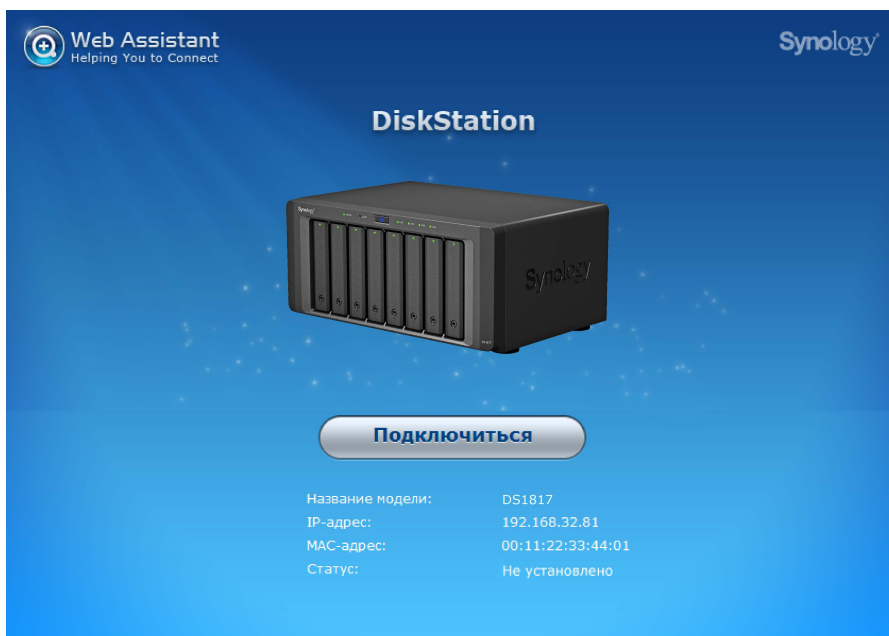 Web Assistant
Helping You to Connect
Synology
DiskStation
Synology
Synology
Подключиться
Название модели: DS1817
IP-адрес: 192.168.32.81
MAC-адрес: 00:11:22:33:44:01
Статус: Не установлено